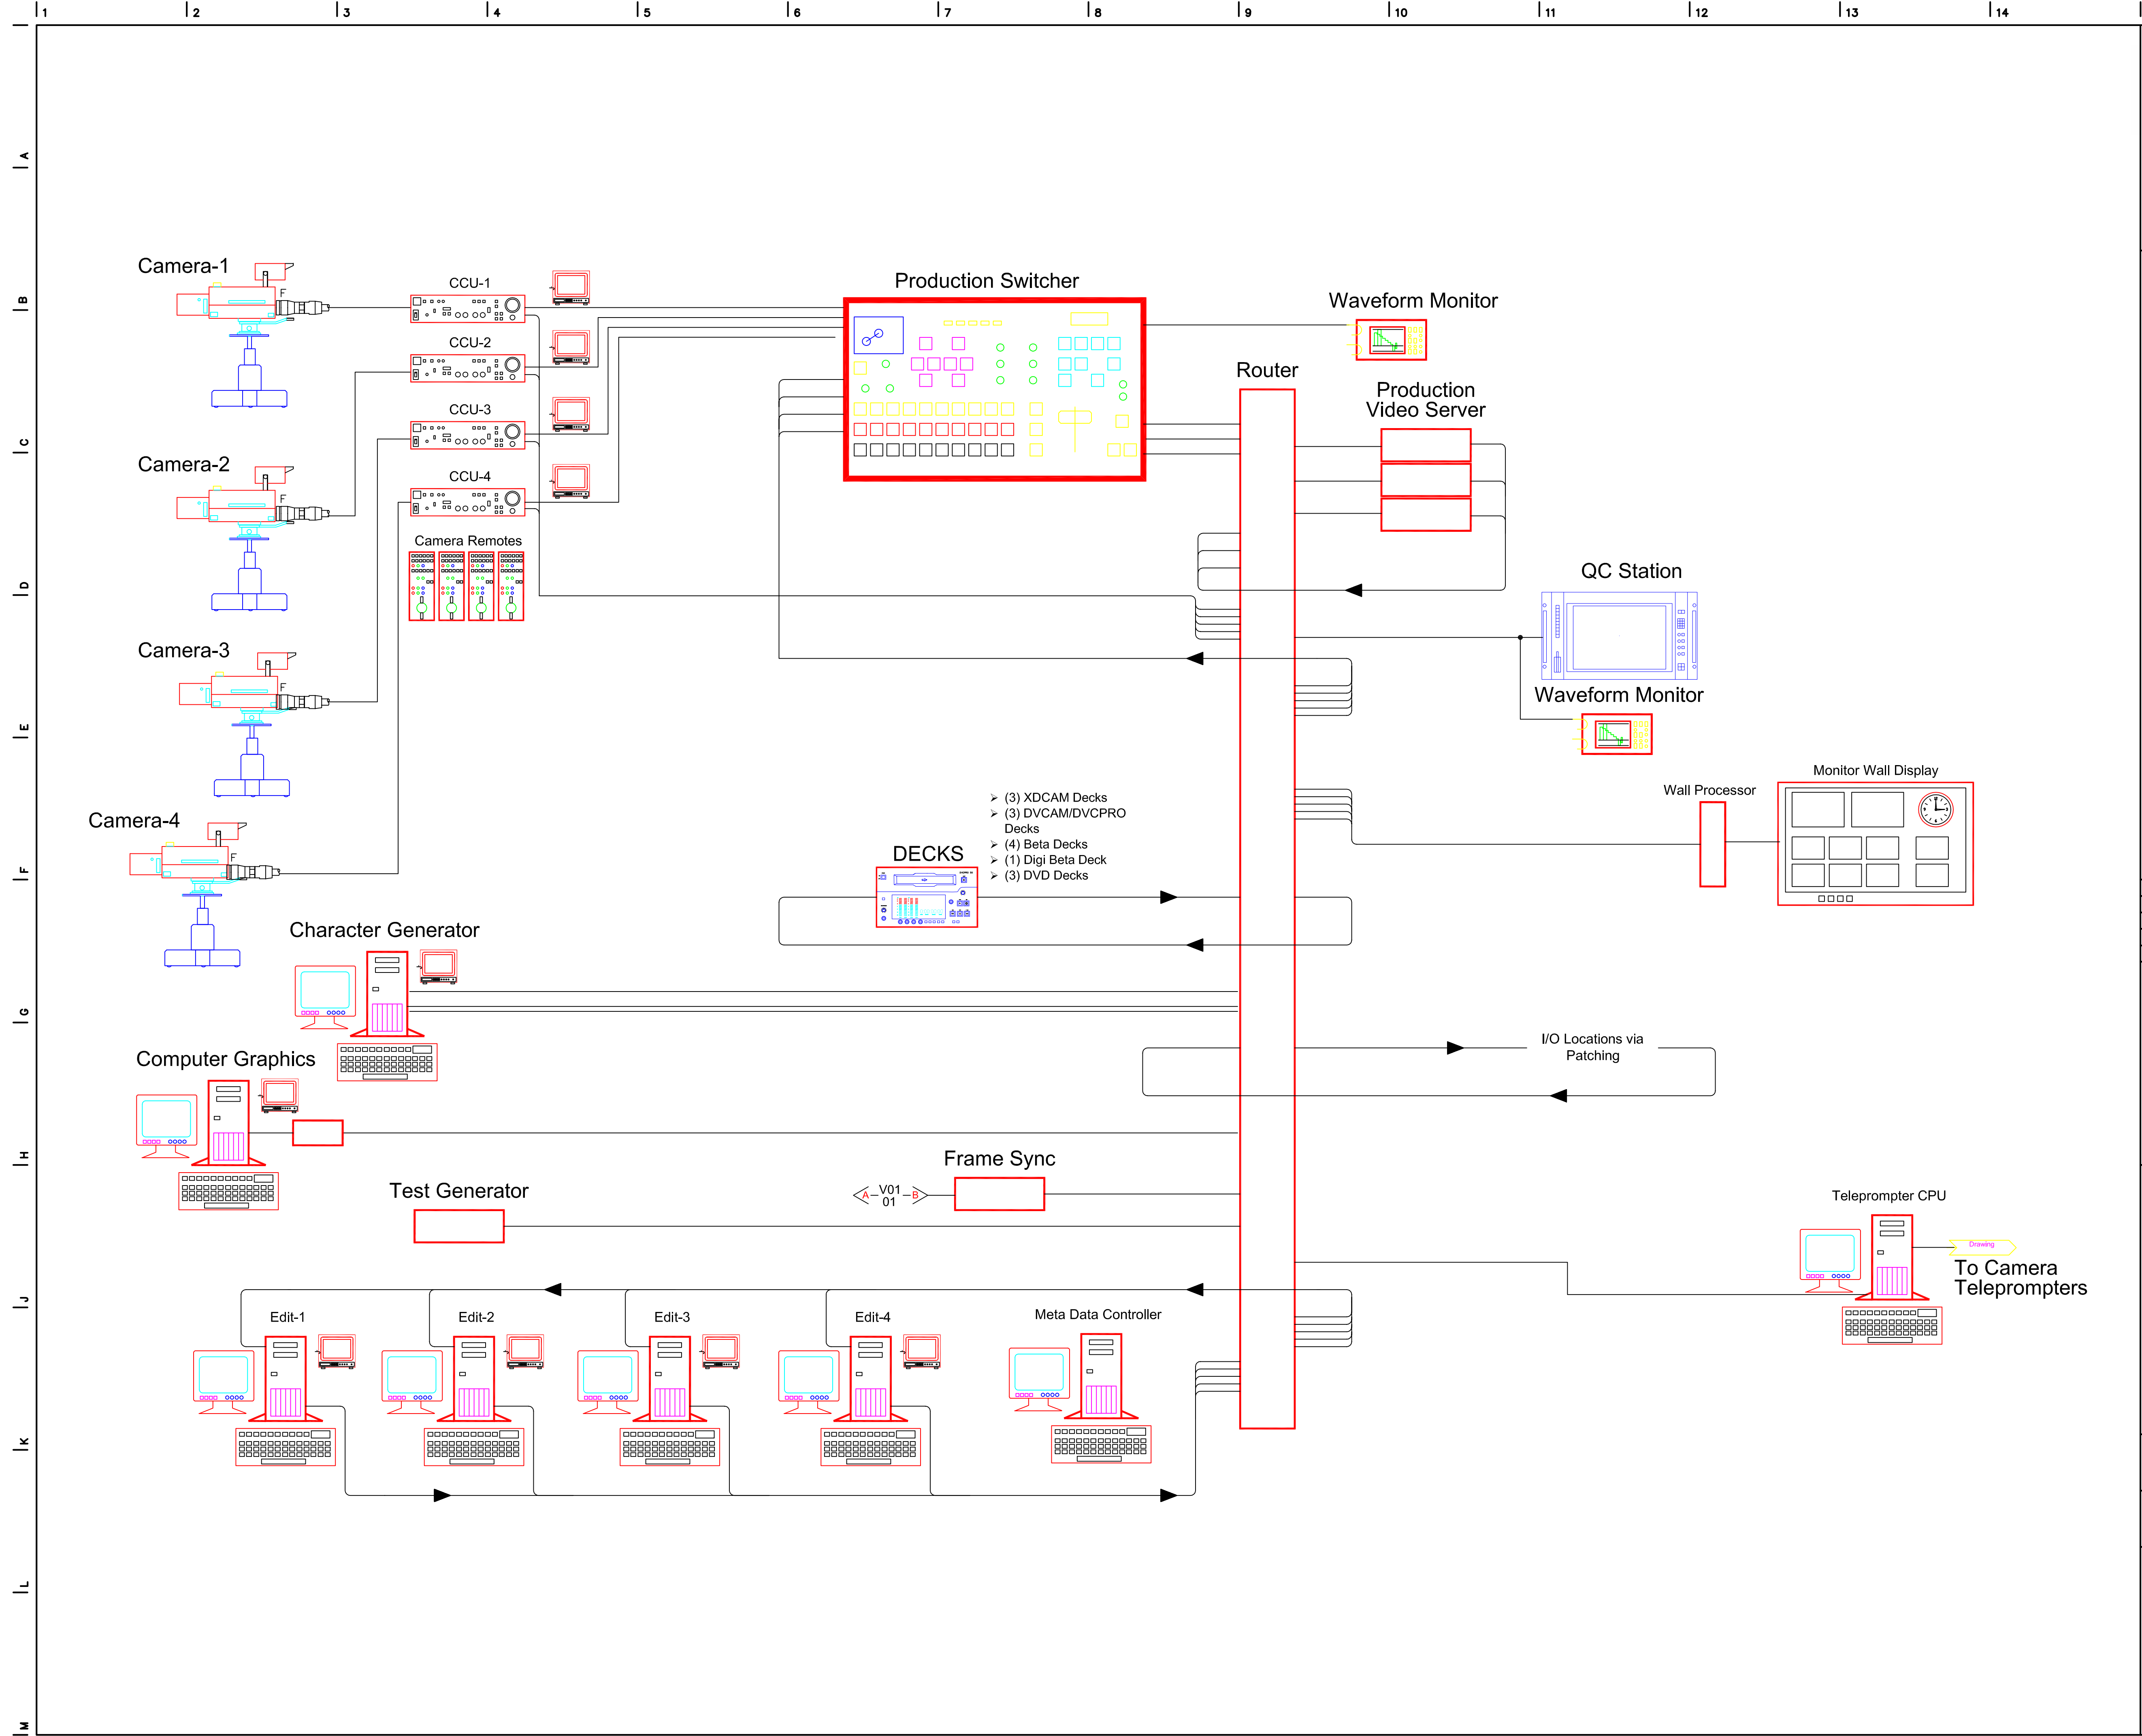 1 2 3 4 5 6 7 8 9 10 11 12 13 14
A
B
C
D
E
F
G
H
J
K
L
M
Camera-1
F
CCU-1
Production Switcher
Waveform Monitor
CCU-2
Router
Production
Video Server
CCU-3
Camera-2
F
CCU-4
Camera Remotes
QC Station
Camera-3
F
Waveform Monitor
Monitor Wall Display
Wall Processor
Camera-4
F
➢ (3) XDCAM Decks
➢ (3) DVCAM/DVCPRO
Decks
➢ (4) Beta Decks
➢ (1) Digi Beta Deck
➢ (3) DVD Decks
DECKS
Character Generator
I/O Locations via
Patching
Computer Graphics
Frame Sync
A V01 B
01
Test Generator
Teleprompter CPU
Drawing
To Camera
Teleprompters
Edit-1
Edit-2
Edit-3
Edit-4
Meta Data Controller